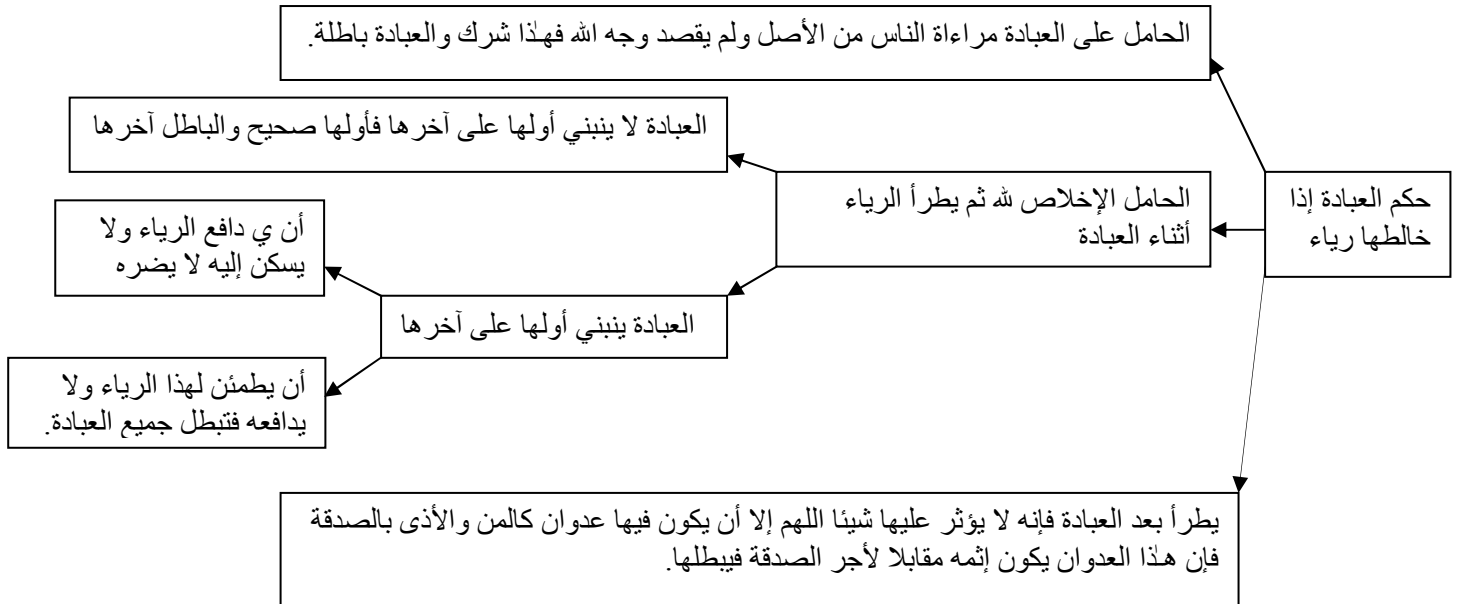 الحامل على العبادة مراءاة الناس من الأصل ولم يقصد وجه الله فهٰذا شرك والعبادة باطلة.
العبادة لا ينبني أولها على آخرها فأولها صحيح والباطل آخرها
حكم العبادة إذا
خالطها رياء
الحامل الإخلاص لله ثم يطرأ الرياء
أثناء العبادة
أن ي دافع الرياء ولا
يسكن إليه لا يضره
العبادة ينبني أولها على آخرها
أن يطمئن لهذا الرياء ولا
يدافعه فتبطل جميع العبادة.
يطرأ بعد العبادة فإنه لا يؤثر عليها شيئا اللهم إلا أن يكون فيها عدوان كالمن والأذى بالصدقة
فإن هٰذا العدوان يكون إثمه مقابلا لأجر الصدقة فيبطلها.